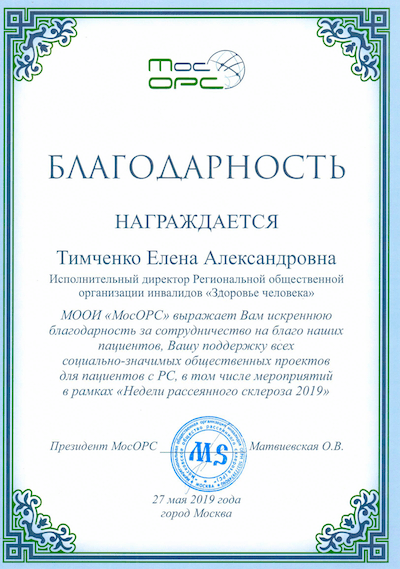 Мос
ОРС
БЛАГОДАРНОСТЬ
НАГРАЖДАЕТСЯ
Тимченко Елена Александровна
Исполнительный директор Региональной общественной
организации инвалидов «Здоровье человека»
МООИ «МосОРС» выражает Вам искреннюю
благодарность за сотрудничество на благо наших
пациентов, Вашу поддержку всех
социально-значимых общественных проектов
для пациентов с РС, в том числе мероприятий
в рамках «Недели рассеянного склероза 2019»
Президент МосОРС
MS
Матвиевская О.В.
27 мая 2019 года
город Москва